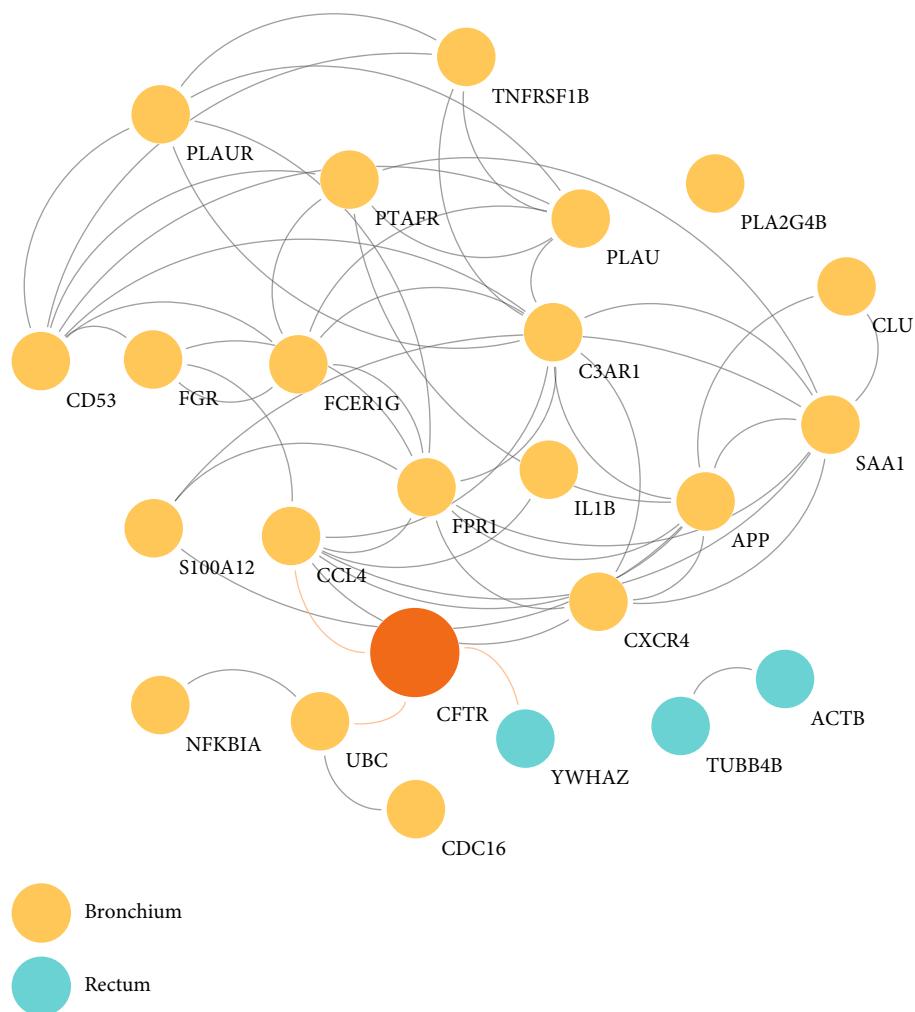 TNFRSF1B
PLAUR
PTAFR
PLA2G4B
PLAU
CLU
C3AR1
CD53
FGR
FCER1G
SAA1
IL1B
FPR1
APP
S100A12
CCL4
CXCR4
CFTR
ACTB
NFKBIA
UBC
TUBB4B
YWHAZ
CDC16
Bronchium
Rectum